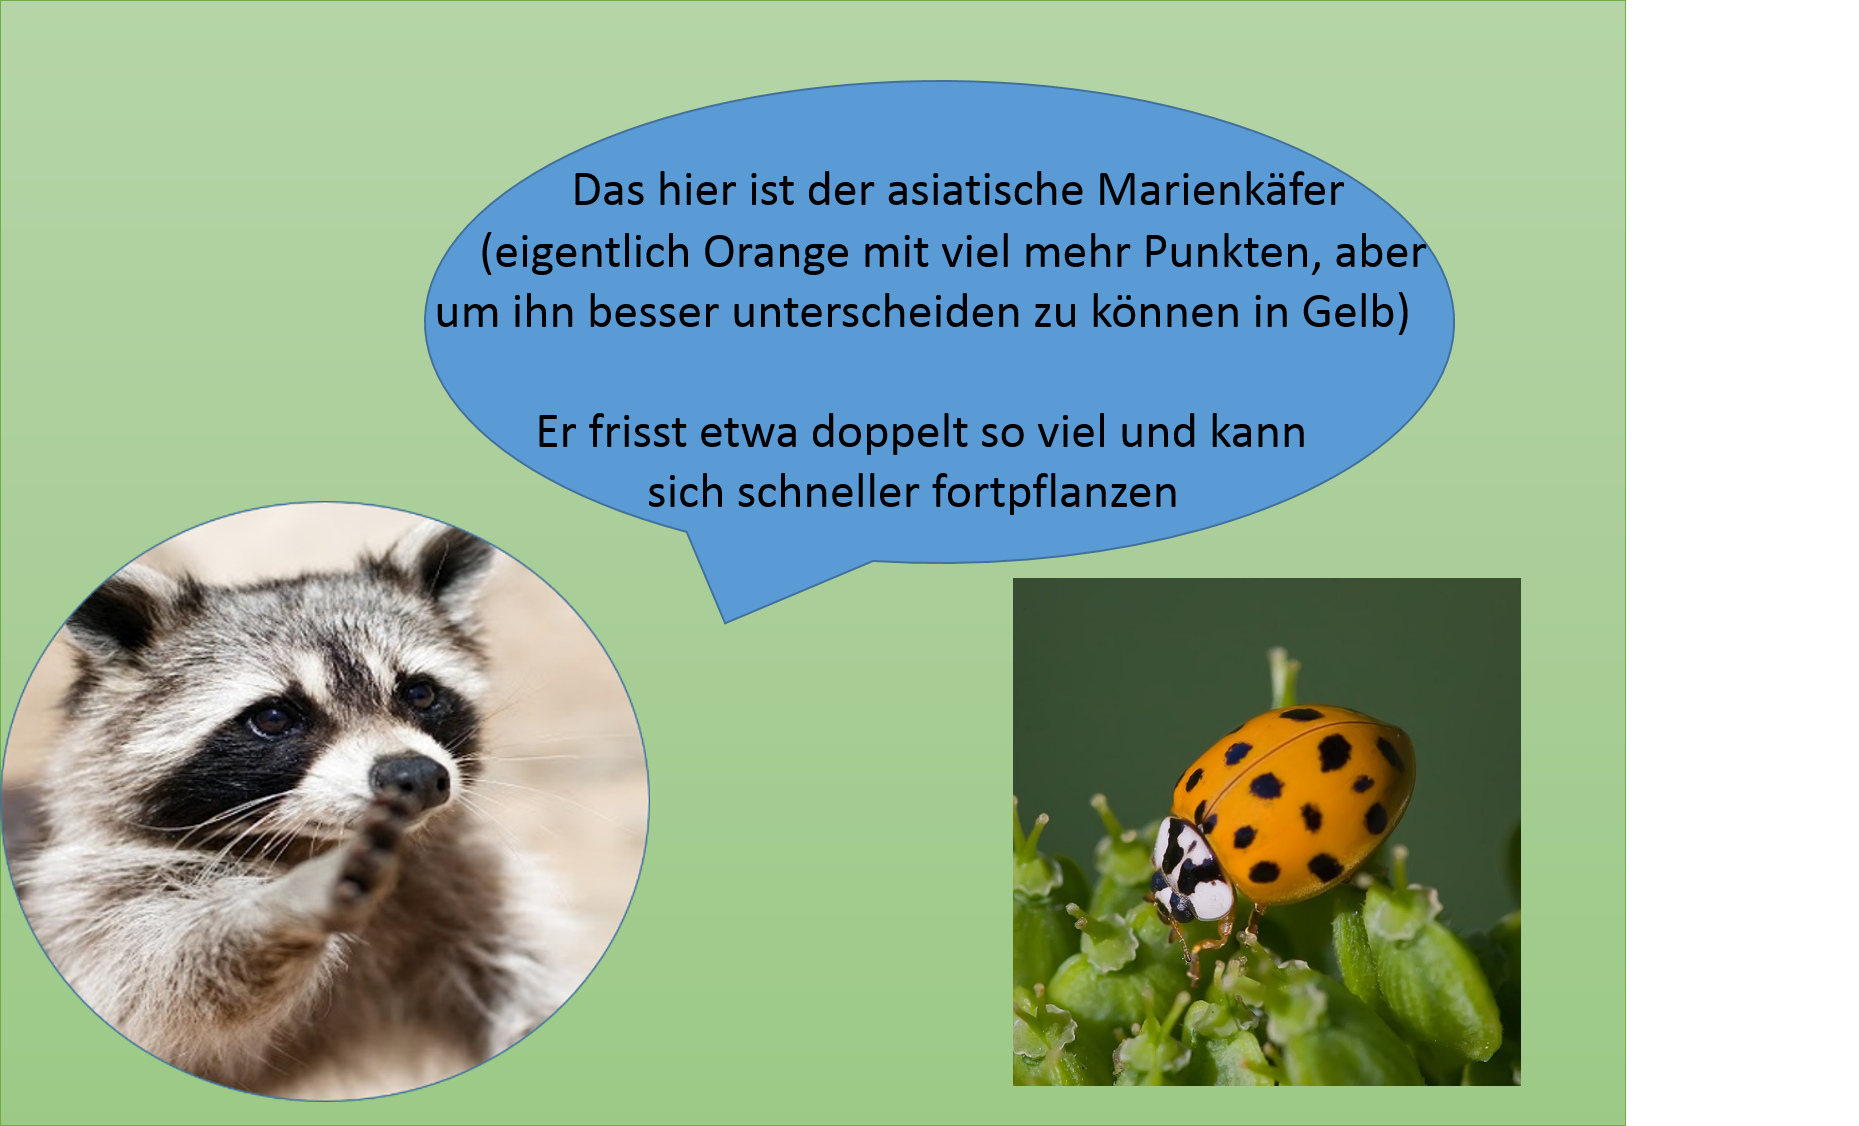 Das hier ist der asiatische Marienkäfer
(eigentlich Orange mit viel mehr Punkten, aber
um ihn besser unterscheiden zu können in Gelb)
Er frisst etwa doppelt so viel und kann
sich schneller fortpflanzen